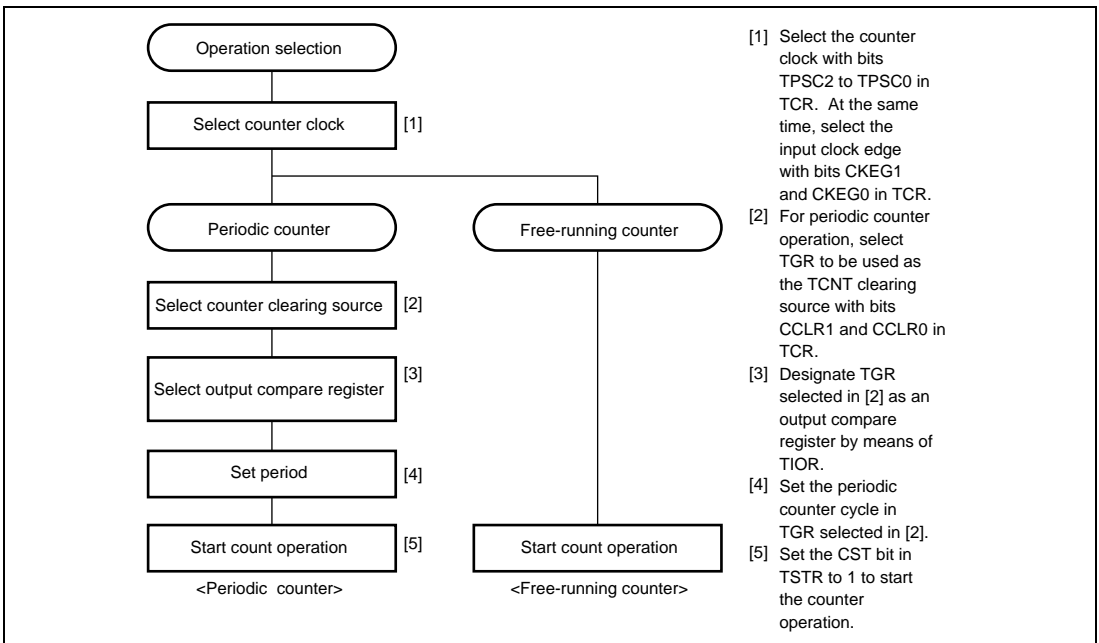 Operation selection
Select counter clock
[1]
Periodic counter
Free-running counter
Select counter clearing source
[2]
Select output compare register
[3]
Set period
[4]
Start count operation
[5]
Start count operation
<Periodic counter>
<Free-running counter>
[1] Select the counter
clock with bits
TPSC2 to TPSC0 in
TCR. At the same
time, select the
input clock edge
with bits CKEG1
and CKEG0 in TCR.
[2] For periodic counter
operation, select
TGR to be used as
the TCNT clearing
source with bits
CCLR1 and CCLR0 in
TCR.
[3] Designate TGR
selected in [2] as an
output compare
register by means of
TIOR.
[4] Set the periodic
counter cycle in
TGR selected in [2].
[5] Set the CST bit in
TSTR to 1 to start
the counter
operation.